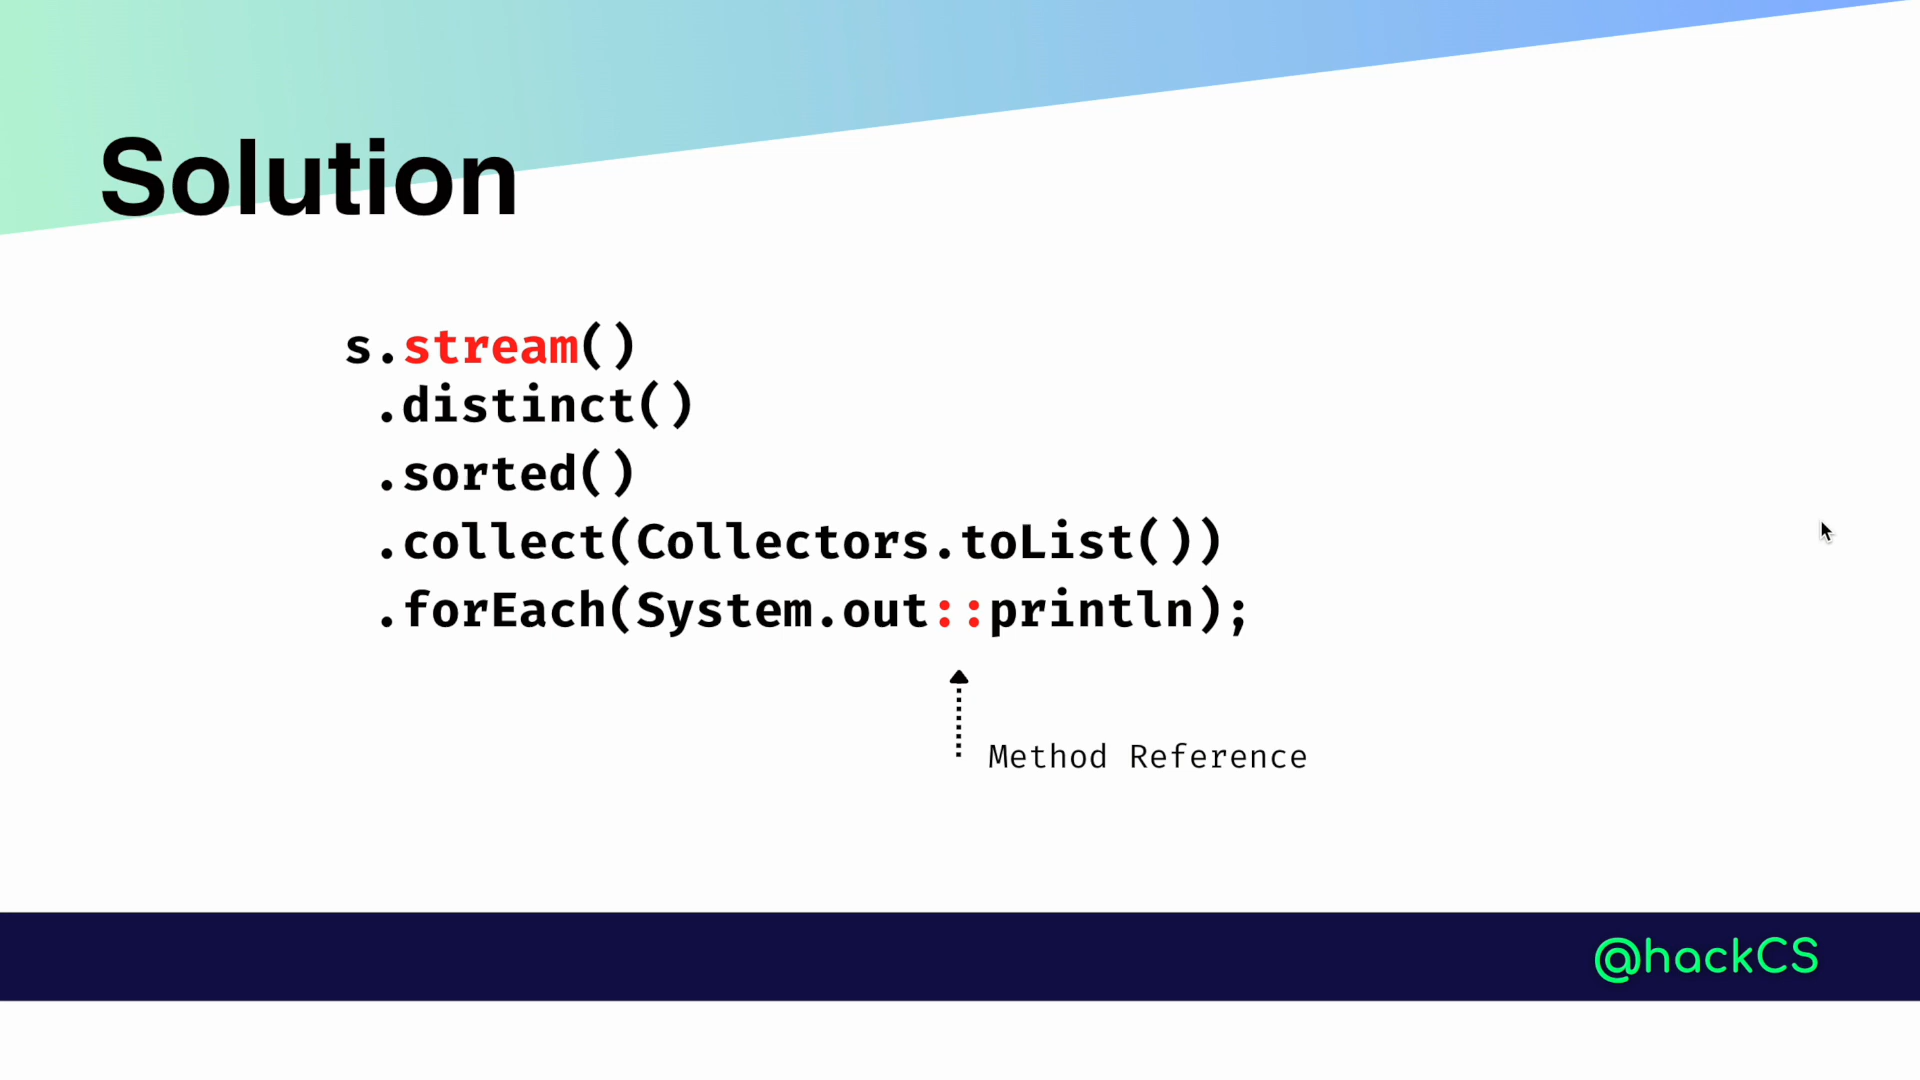 Solution
s.stream()
.distinct()
.sorted()
.collect(Collectors.toList())
.forEach(System.out::println);
Method Reference
@hackCS